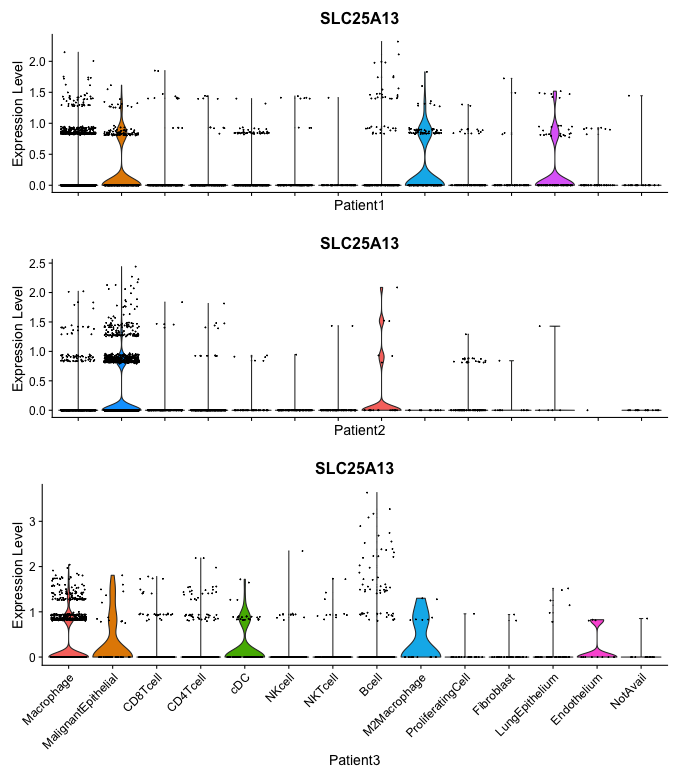 SLC25A13
Expression Level
2.0
1.5
1.0
0.5
0.0
Patient1
SLC25A13
Expression Level
2.5
2.0
1.5
1.0
0.5
0.0
Patient2
SLC25A13
Expression Level
3
2
1
0
Macrophage
MalignantEpithelial
CD8Tcell
CD4Tcell
cDC
NKcell
NKTcell
Bcell
M2Macrophage
ProliferatingCell
Fibroblast
LungEpithelium
Endothelium
NotAvail
Patient3